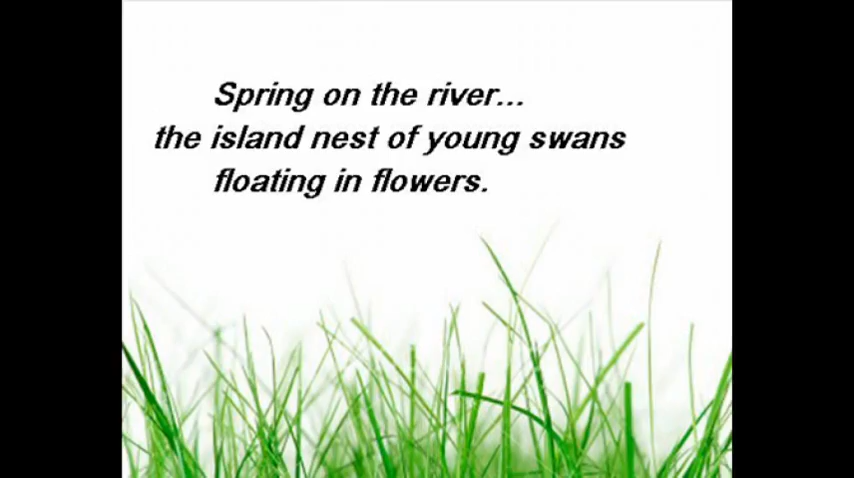 Spring on the river...
the island nest of young swans
floating in flowers.